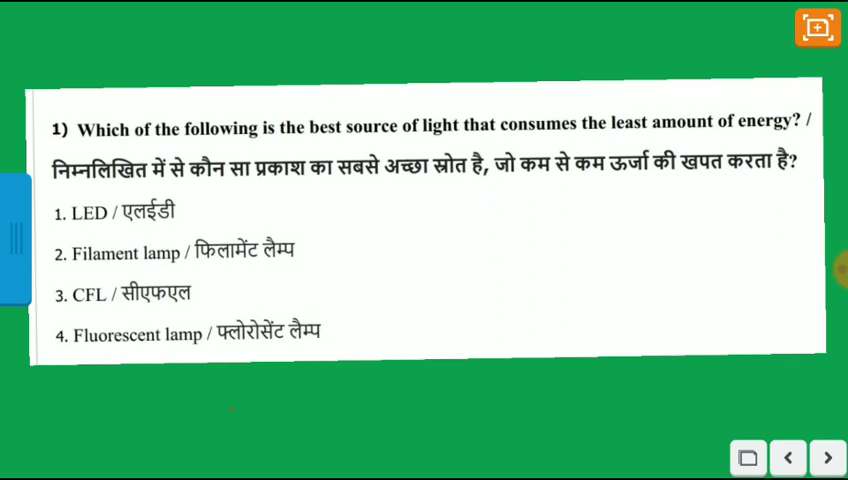 1) Which of the following is the best source of light that consumes the least amount of energy? /
निम्नलिखित में से कौन सा प्रकाश का सबसे अच्छा स्रोत है, जो कम से कम ऊर्जा की खपत करता है?
1. LED / एलईडी
2. Filament lamp / फिलामेंट लैम्प
3. CFL / सीएफएल
4. Fluorescent lamp / फ्लोरोसेंट लैम्प